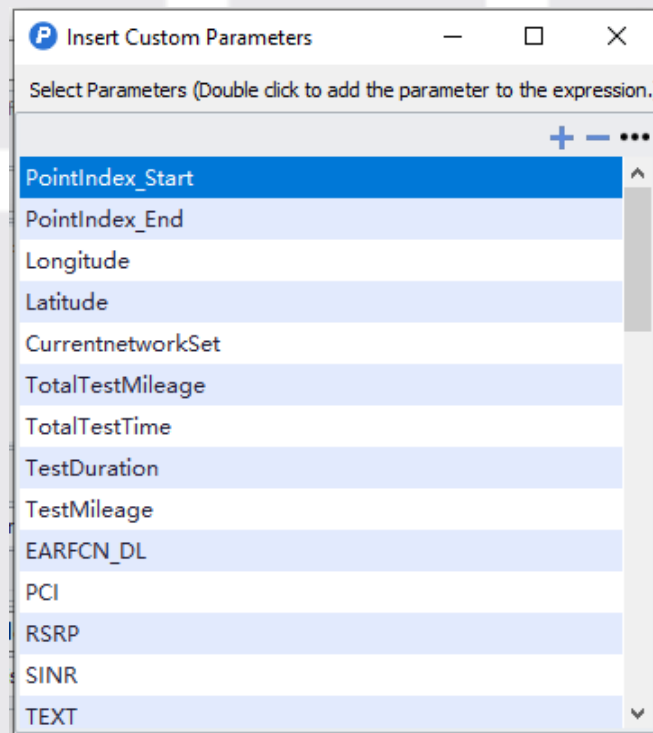 P Insert Custom Parameters
Select Parameters (Double click to add the parameter to the expression.
PointIndex_Start
PointIndex_End
Longitude
Latitude
CurrentnetworkSet
TotalTestMileage
TotalTestTime
TestDuration
TestMileage
EARFCN_DL
PCI
RSRP
SINR
TEXT